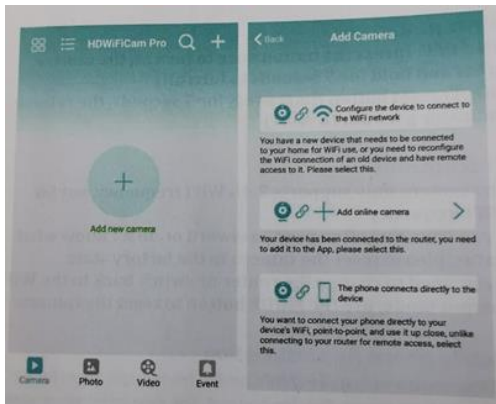 HDWiFiCam Pro
Add new camera
Camera
Photo
Video
Event
Back
Add Camera
Configure the device to connect to
the WiFi network
You have a new device that needs to be connected
to your home for WiFi use, or you need to reconfigure
the WiFi connection of an old device and have remote
access to it. Please select this.
Add online camera
Your device has been connected to the router, you need
to add it to the App, please select this.
The phone connects directly to the
device
You want to connect your phone directly to your
device's WiFi, point-to-point, and use it up close, unlike
connecting to your router for remote access, select
this.